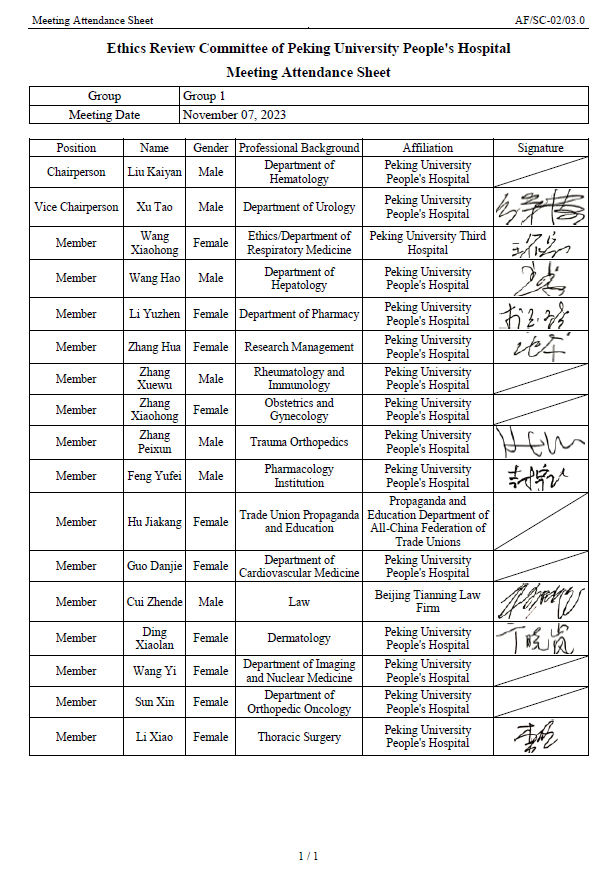 Meeting Attendance Sheet AF/SC-02/03.0
Ethics Review Committee of Peking University People's Hospital
Meeting Attendance Sheet
Group Group 1
Meeting Date November 07, 2023
Position Name Gender Professional Background Affiliation Signature
Chairperson Liu Kaiyan Male Department of Hematology Peking University People's Hospital
Vice Chairperson Xu Tao Male Department of Urology Peking University People's Hospital
Member Wang Xiaohong Female Ethics/Department of Respiratory Medicine Peking University Third Hospital
Member Wang Hao Male Department of Hepatology Peking University People's Hospital
Member Li Yuzhen Female Department of Pharmacy Peking University People's Hospital
Member Zhang Hua Female Research Management Peking University People's Hospital
Member Zhang Xuewu Male Rheumatology and Immunology Peking University People's Hospital
Member Zhang Xiaohong Female Obstetrics and Gynecology Peking University People's Hospital
Member Zhang Peixun Male Trauma Orthopedics Peking University People's Hospital
Member Feng Yufei Male Pharmacology Institution Peking University People's Hospital
Member Hu Jiakang Female Trade Union Propaganda and Education Propaganda and Education Department of All-China Federation of Trade Unions
Member Guo Danjie Female Department of Cardiovascular Medicine Peking University People's Hospital
Member Cui Zhende Male Law Beijing Tianning Law Firm
Member Ding Xiaolan Female Dermatology Peking University People's Hospital 丁晓岚
Member Wang Yi Female Department of Imaging and Nuclear Medicine Peking University People's Hospital
Member Sun Xin Female Department of Orthopedic Oncology Peking University People's Hospital
Member Li Xiao Female Thoracic Surgery Peking University People's Hospital
1 / 1